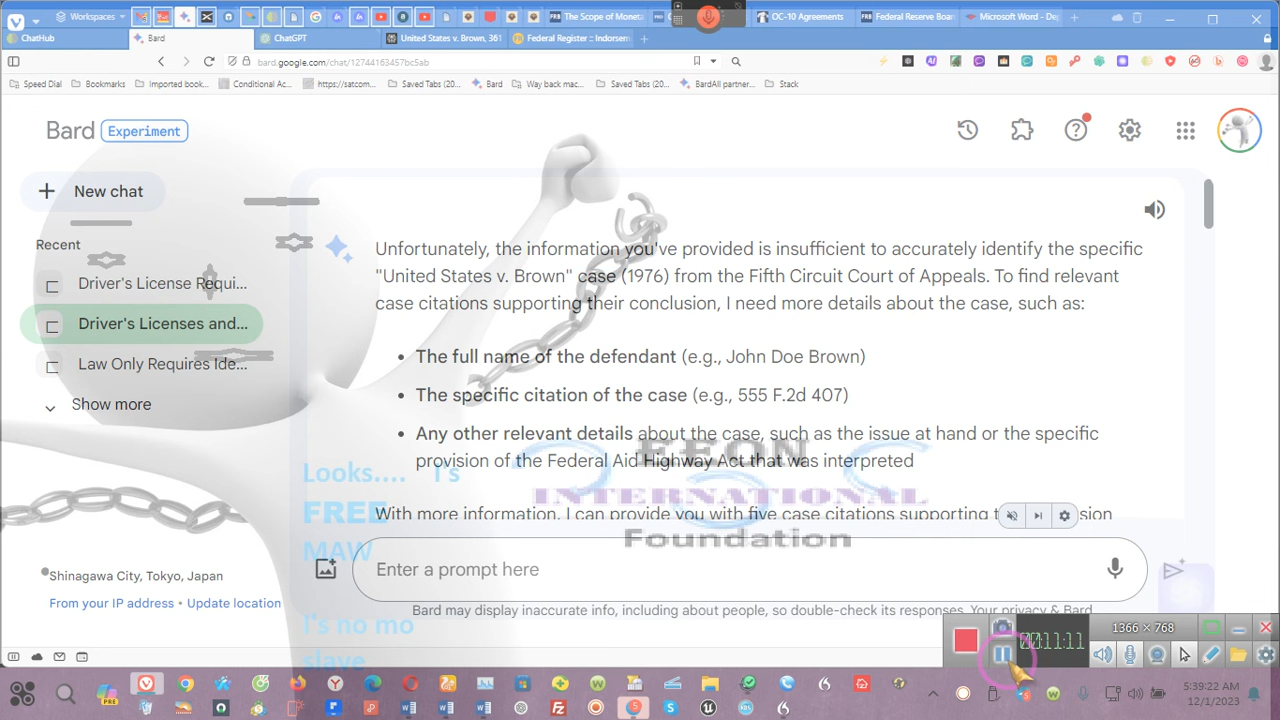 Workspaces
The Scope of Moneta
OC-10 Agreements
Federal Reserve Boar
Microsoft Word - De
ChatHub
Bard
ChatGPT
United States v. Brown, 361
Federal Register :: Indorsem
bard.google.com/chat/12744163457bc5ab
Speed Dial
Bookmarks
Imported book...
Conditional Ac...
https://satcom...
Saved Tabs (20...
Bard
Way back mac...
Saved Tabs (20...
BardAll partner...
Stack
Bard Experiment
New chat
Recent
Driver's License Requi...
Driver's Licenses and...
Law Only Requires Ide...
Show more
Unfortunately, the information you've provided is insufficient to accurately identify the specific
"United States v. Brown" case (1976) from the Fifth Circuit Court of Appeals. To find relevant
case citations supporting their conclusion, I need more details about the case, such as:
• The full name of the defendant (e.g., John Doe Brown)
• The specific citation of the case (e.g., 555 F.2d 407)
• Any other relevant details about the case, such as the issue at hand or the specific
provision of the Federal Aid Highway Act that was interpreted
With more information, I can provide you with five case citations supporting
Looks.... I's
FREE
MAW
I's no mo
slave
EEON
INTERNATIONAL
Foundation
Enter a prompt here
Bard may display inaccurate info, including about people, so double-check its responses. Your privacy & Bard
Shinagawa City, Tokyo, Japan
From your IP address • Update location
1366 × 768
5:39:22 AM
12/1/2023